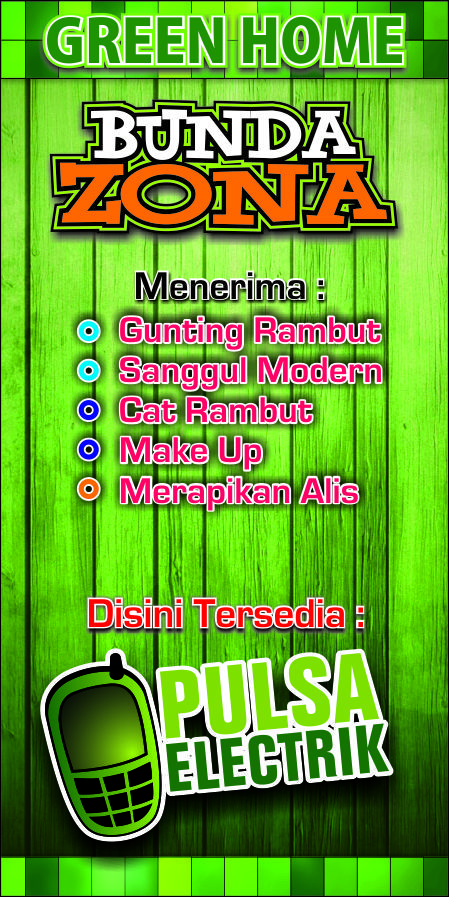 GREEN HOME
BUNDA
ZONA
Menerima :
Gunting Rambut
Sanggul Modern
Cat Rambut
Make Up
Merapikan Alis
Disini Tersedia :
PULSA
ELECTRIK